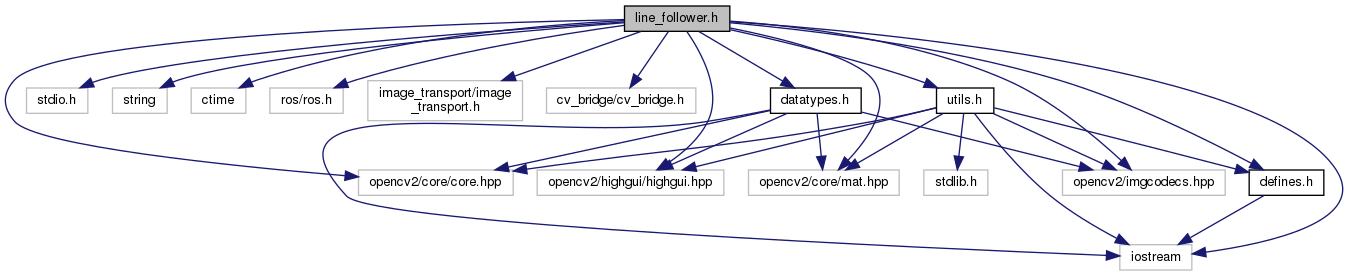 line_follower.h
stdio.h
string
ctime
ros/ros.h
image_transport/image
_transport.h
cv_bridge/cv_bridge.h
datatypes.h
utils.h
opencv2/core/core.hpp
opencv2/highgui/highgui.hpp
opencv2/core/mat.hpp
stdlib.h
opencv2/imgcodecs.hpp
defines.h
iostream